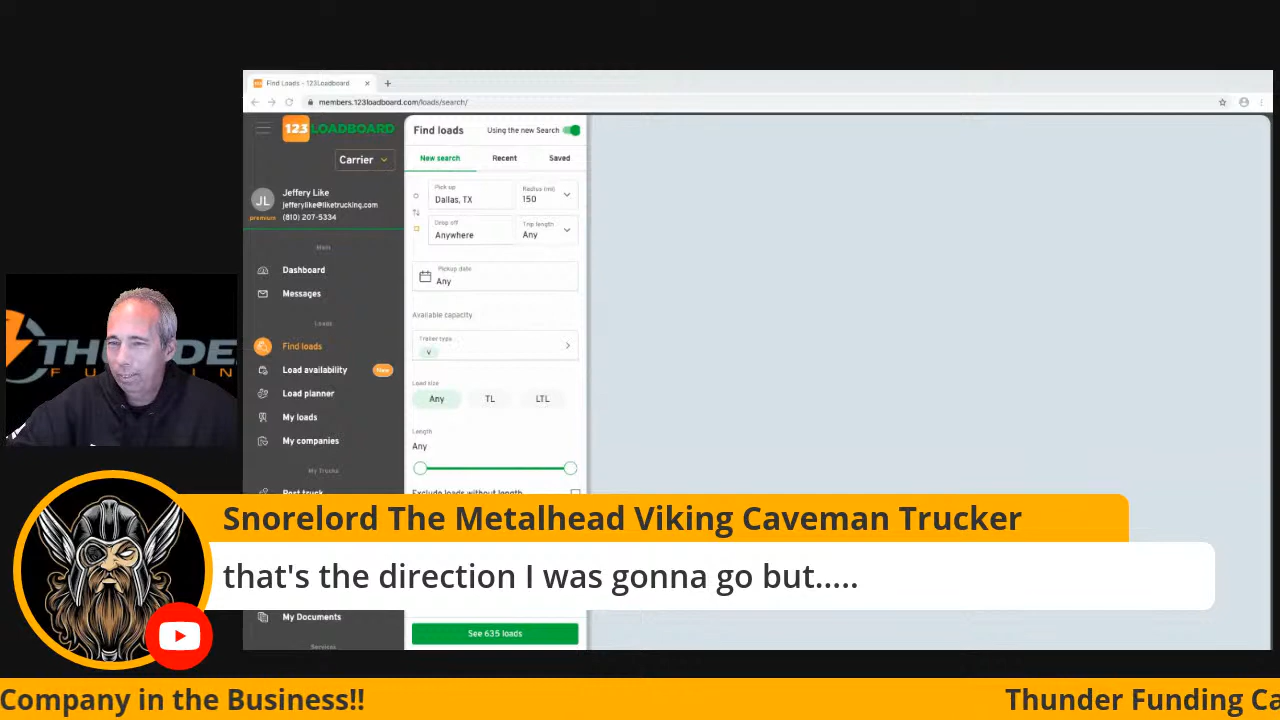 Find Loads - 123Loadboard
members.123loadboard.com/loads/search/
123 LOADBOARD
Carrier
JL
premium
Jeffery Like
jefferylike@liketrucking.com
(810) 207-5334
Main
Dashboard
Messages
Loads
Find loads
Load availability
New
Load planner
My loads
My companies
My Trucks
Post truck
My Documents
Services
Find loads
Using the new Search
New search
Recent
Saved
Pick up
Dallas, TX
Radius (mi)
150
Drop off
Anywhere
Trip length
Any
Pickup date
Any
Available capacity
Trailer type
V
Load size
Any
TL
LTL
Length
Any
Exclude loads without length
See 635 loads
THUNDE
FUNDIN
Snorelord The Metalhead Viking Caveman Trucker
that's the direction I was gonna go but.....
Company in the Business!!
Thunder Funding Ca